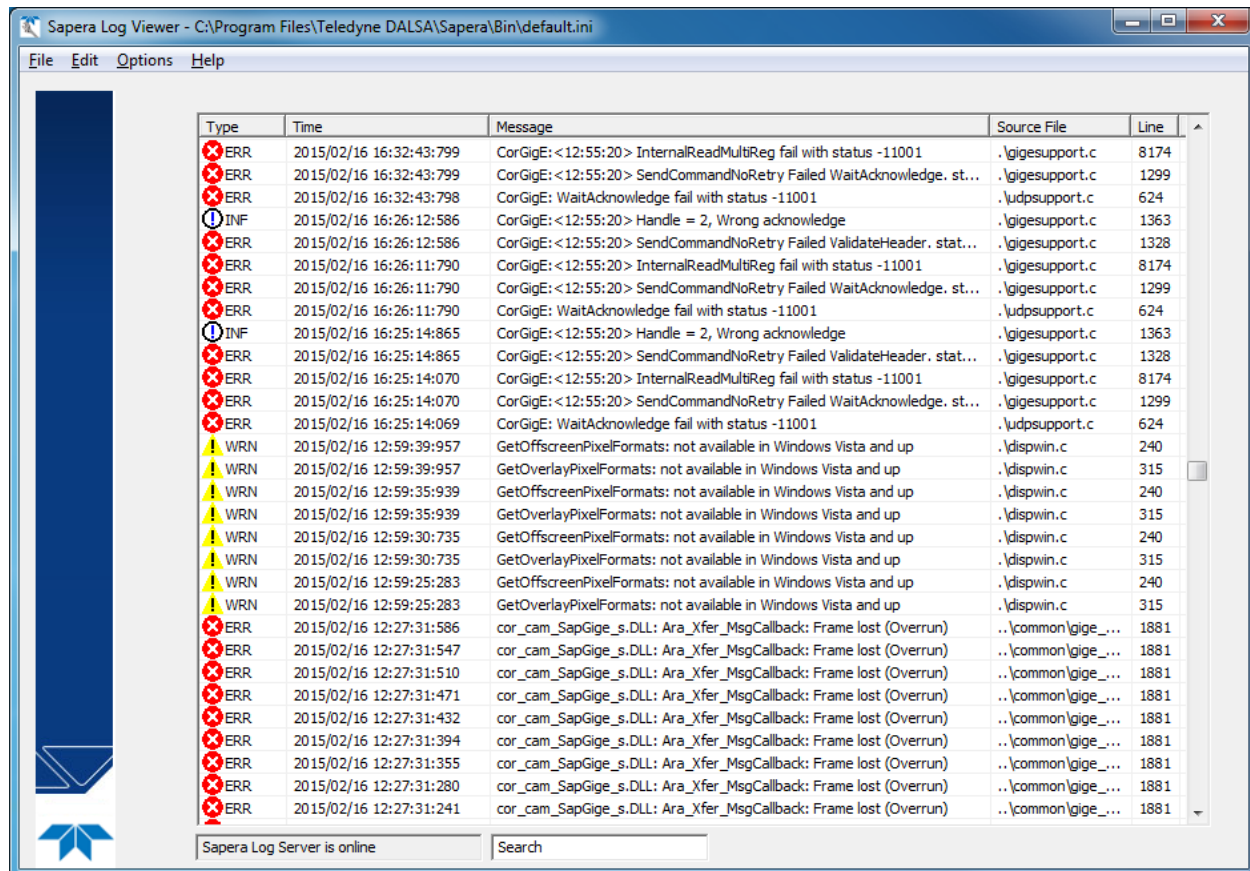 Sapera Log Viewer - C:\Program Files\Teledyne DALSA\Sapera\Bin\default.ini
File Edit Options Help
Type Time Message Source File Line
ERR 2015/02/16 16:32:43:799 CorGigE:<12:55:20> InternalReadMultiReg fail with status -11001 .\gigesupport.c 8174
ERR 2015/02/16 16:32:43:799 CorGigE:<12:55:20> SendCommandNoRetry Failed WaitAcknowledge. st... .\gigesupport.c 1299
ERR 2015/02/16 16:32:43:798 CorGigE: WaitAcknowledge fail with status -11001 .\udpsupport.c 624
INF 2015/02/16 16:26:12:586 CorGigE:<12:55:20> Handle = 2, Wrong acknowledge .\gigesupport.c 1363
ERR 2015/02/16 16:26:12:586 CorGigE:<12:55:20> SendCommandNoRetry Failed ValidateHeader. stat... .\gigesupport.c 1328
ERR 2015/02/16 16:26:11:790 CorGigE:<12:55:20> InternalReadMultiReg fail with status -11001 .\gigesupport.c 8174
ERR 2015/02/16 16:26:11:790 CorGigE:<12:55:20> SendCommandNoRetry Failed WaitAcknowledge. st... .\gigesupport.c 1299
ERR 2015/02/16 16:26:11:790 CorGigE: WaitAcknowledge fail with status -11001 .\udpsupport.c 624
INF 2015/02/16 16:25:14:865 CorGigE:<12:55:20> Handle = 2, Wrong acknowledge .\gigesupport.c 1363
ERR 2015/02/16 16:25:14:865 CorGigE:<12:55:20> SendCommandNoRetry Failed ValidateHeader. stat... .\gigesupport.c 1328
ERR 2015/02/16 16:25:14:070 CorGigE:<12:55:20> InternalReadMultiReg fail with status -11001 .\gigesupport.c 8174
ERR 2015/02/16 16:25:14:070 CorGigE:<12:55:20> SendCommandNoRetry Failed WaitAcknowledge. st... .\gigesupport.c 1299
ERR 2015/02/16 16:25:14:069 CorGigE: WaitAcknowledge fail with status -11001 .\udpsupport.c 624
WRN 2015/02/16 12:59:39:957 GetOffscreenPixelFormats: not available in Windows Vista and up .\dispwin.c 240
WRN 2015/02/16 12:59:39:957 GetOverlayPixelFormats: not available in Windows Vista and up .\dispwin.c 315
WRN 2015/02/16 12:59:35:939 GetOffscreenPixelFormats: not available in Windows Vista and up .\dispwin.c 240
WRN 2015/02/16 12:59:35:939 GetOverlayPixelFormats: not available in Windows Vista and up .\dispwin.c 315
WRN 2015/02/16 12:59:30:735 GetOffscreenPixelFormats: not available in Windows Vista and up .\dispwin.c 240
WRN 2015/02/16 12:59:30:735 GetOverlayPixelFormats: not available in Windows Vista and up .\dispwin.c 315
WRN 2015/02/16 12:59:25:283 GetOffscreenPixelFormats: not available in Windows Vista and up .\dispwin.c 240
WRN 2015/02/16 12:59:25:283 GetOverlayPixelFormats: not available in Windows Vista and up .\dispwin.c 315
ERR 2015/02/16 12:27:31:586 cor_cam_SapGige_s.DLL: Ara_Xfer_MsgCallback: Frame lost (Overrun) ..\common\gige_... 1881
ERR 2015/02/16 12:27:31:547 cor_cam_SapGige_s.DLL: Ara_Xfer_MsgCallback: Frame lost (Overrun) ..\common\gige_... 1881
ERR 2015/02/16 12:27:31:510 cor_cam_SapGige_s.DLL: Ara_Xfer_MsgCallback: Frame lost (Overrun) ..\common\gige_... 1881
ERR 2015/02/16 12:27:31:471 cor_cam_SapGige_s.DLL: Ara_Xfer_MsgCallback: Frame lost (Overrun) ..\common\gige_... 1881
ERR 2015/02/16 12:27:31:432 cor_cam_SapGige_s.DLL: Ara_Xfer_MsgCallback: Frame lost (Overrun) ..\common\gige_... 1881
ERR 2015/02/16 12:27:31:394 cor_cam_SapGige_s.DLL: Ara_Xfer_MsgCallback: Frame lost (Overrun) ..\common\gige_... 1881
ERR 2015/02/16 12:27:31:355 cor_cam_SapGige_s.DLL: Ara_Xfer_MsgCallback: Frame lost (Overrun) ..\common\gige_... 1881
ERR 2015/02/16 12:27:31:280 cor_cam_SapGige_s.DLL: Ara_Xfer_MsgCallback: Frame lost (Overrun) ..\common\gige_... 1881
ERR 2015/02/16 12:27:31:241 cor_cam_SapGige_s.DLL: Ara_Xfer_MsgCallback: Frame lost (Overrun) ..\common\gige_... 1881
Sapera Log Server is online Search